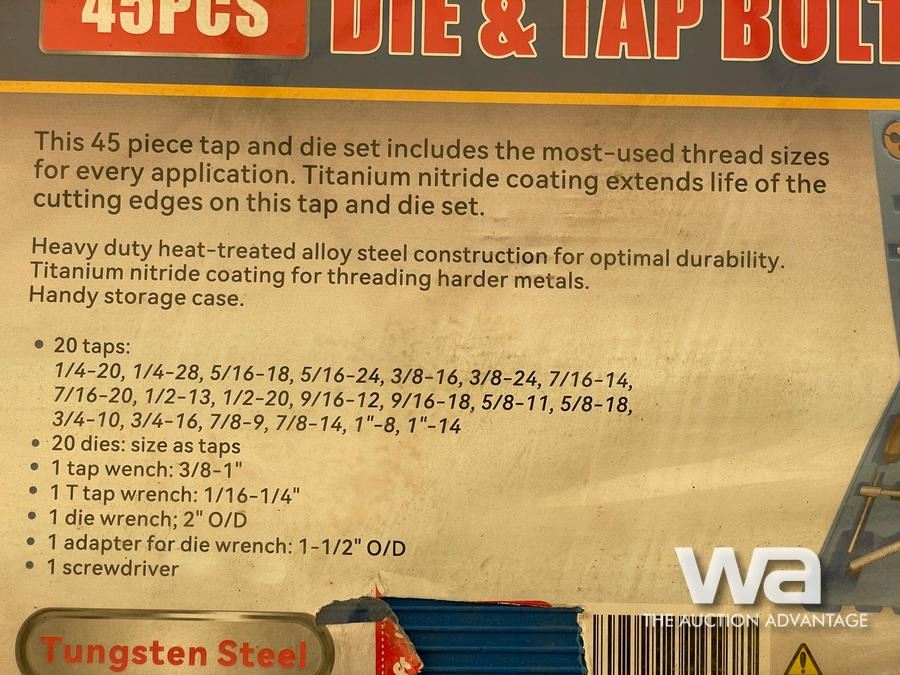 45PCS
DIE & TAP BOLT
This 45 piece tap and die set includes the most-used thread sizes
for every application. Titanium nitride coating extends life of the
cutting edges on this tap and die set.
Heavy duty heat-treated alloy steel construction for optimal durability.
Titanium nitride coating for threading harder metals.
Handy storage case.
• 20 taps:
1/4-20, 1/4-28, 5/16-18, 5/16-24, 3/8-16, 3/8-24, 7/16-14,
7/16-20, 1/2-13, 1/2-20, 9/16-12, 9/16-18, 5/8-11, 5/8-18,
3/4-10, 3/4-16, 7/8-9, 7/8-14, 1"-8, 1"-14
• 20 dies: size as taps
• 1 tap wench: 3/8-1"
• 1 T tap wrench: 1/16-1/4"
• 1 die wrench; 2" O/D
• 1 adapter for die wrench: 1-1/2" O/D
• 1 screwdriver
wa
THE AUCTION ADVANTAGE
Tungsten Steel